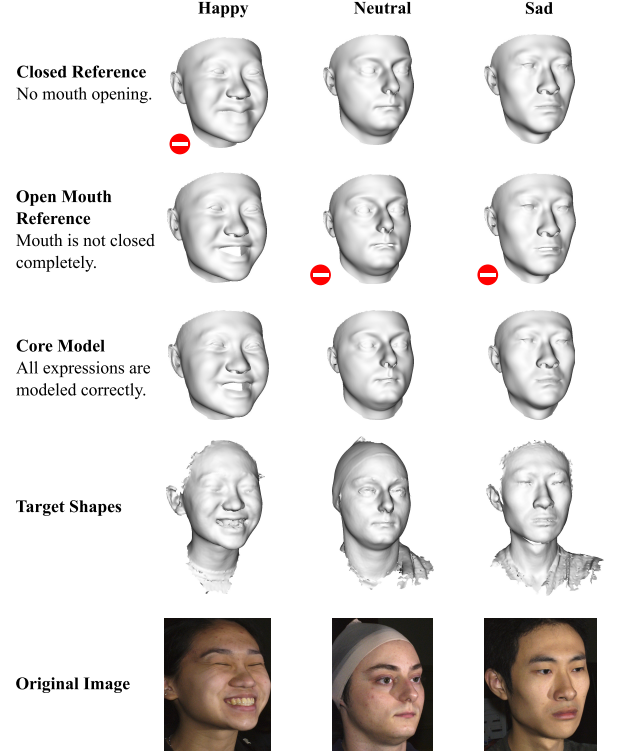 Happy Neutral Sad
Closed Reference
No mouth opening.
Open Mouth
Reference
Mouth is not closed
completely.
Core Model
All expressions are
modeled correctly.
Target Shapes
Original Image